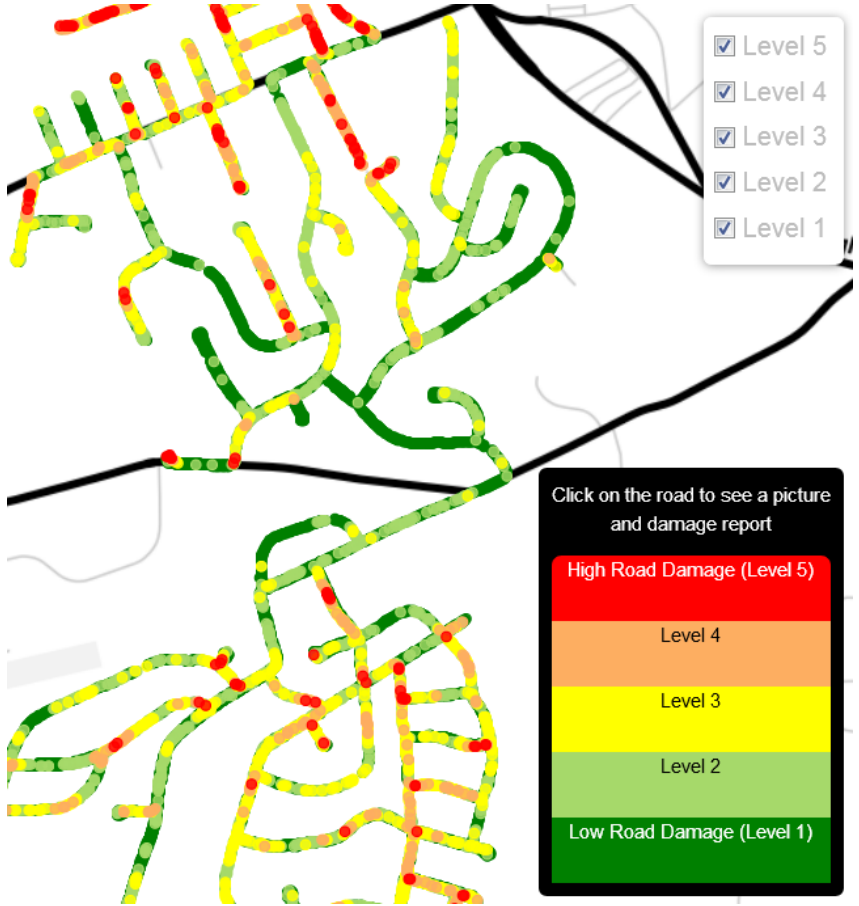 Level 5
Level 4
Level 3
Level 2
Level 1
Click on the road to see a picture
and damage report
High Road Damage (Level 5)
Level 4
Level 3
Level 2
Low Road Damage (Level 1)